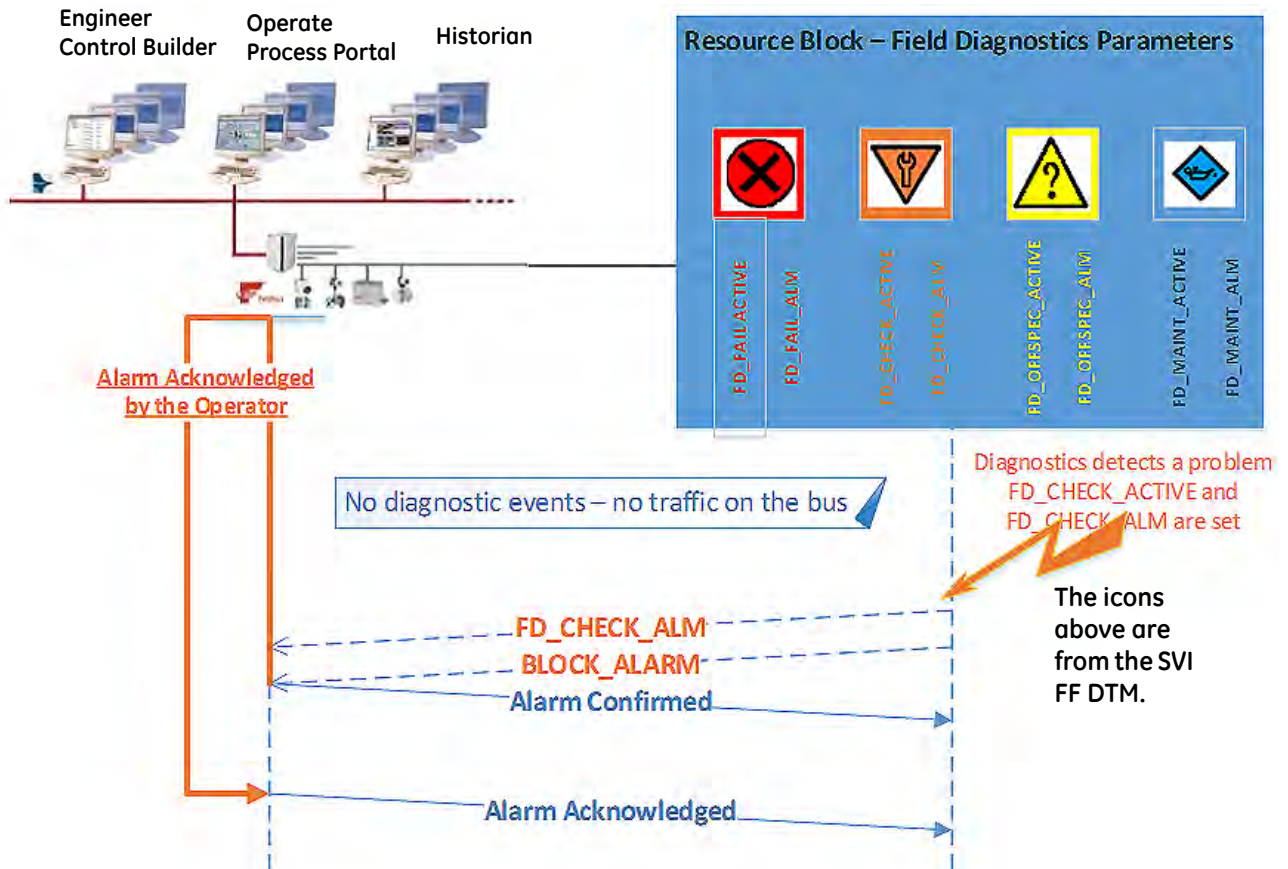 Engineer
Control Builder
Operate
Process Portal
Historian
Resource Block – Field Diagnostics Parameters
?
FD_FAILACTIVE
FD_FAIL_ALM
FD_CHECK_ACTIVE
FD_CHECK_ALM
FD_OFFSPEC_ACTIVE
FD_OFFSPEC_ALM
FD_MAINT_ACTIVE
FD_MAINT_ALM
Alarm Acknowledged
by the Operator
No diagnostic events – no traffic on the bus
Diagnostics detects a problem
FD_CHECK_ACTIVE and
FD_CHECK_ALM are set
The icons
above are
from the SVI
FF DTM.
FD_CHECK_ALM
BLOCK_ALARM
Alarm Confirmed
Alarm Acknowledged